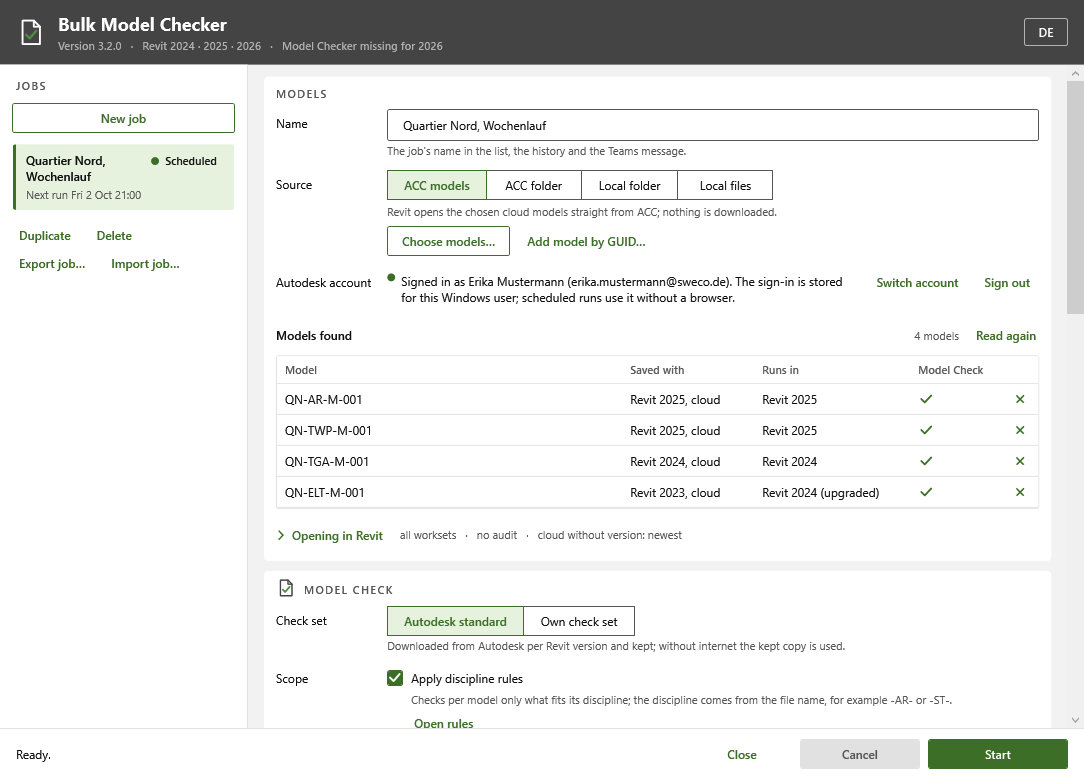 Bulk Model Checker
Version 3.2.0 · Revit 2024 · 2025 · 2026 · Model Checker missing for 2026
DE
JOBS
New job
Quartier Nord, Wochenlauf
Scheduled
Next run Fri 2 Oct 21:00
Duplicate Delete
Export job... Import job...
MODELS
Name Quartier Nord, Wochenlauf
The job's name in the list, the history and the Teams message.
Source ACC models ACC folder Local folder Local files
Revit opens the chosen cloud models straight from ACC; nothing is downloaded.
Choose models... Add model by GUID...
Autodesk account Signed in as Erika Mustermann (erika.mustermann@sweco.de). The sign-in is stored
for this Windows user; scheduled runs use it without a browser.
Switch account Sign out
Models found 4 models Read again
Model Saved with Runs in Model Check
QN-AR-M-001 Revit 2025, cloud Revit 2025
QN-TWP-M-001 Revit 2025, cloud Revit 2025
QN-TGA-M-001 Revit 2024, cloud Revit 2024
QN-ELT-M-001 Revit 2023, cloud Revit 2024 (upgraded)
Opening in Revit all worksets · no audit · cloud without version: newest
MODEL CHECK
Check set Autodesk standard Own check set
Downloaded from Autodesk per Revit version and kept; without internet the kept copy is used.
Scope Apply discipline rules
Checks per model only what fits its discipline; the discipline comes from the file name, for example -AR- or -ST-.
Open rules
Ready. Close Cancel Start